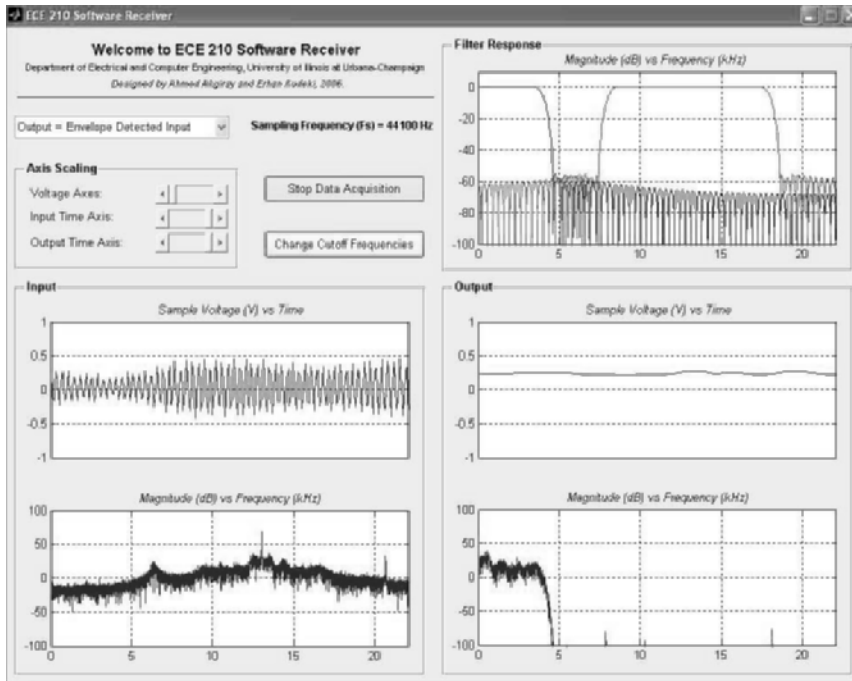 ECE 210 Software Receiver
Welcome to ECE 210 Software Receiver
Department of Electrical and Computer Engineering, University of Illinois at Urbana-Champaign
Designed by Ahmed Aligirzy and Erhan Kudeki, 2006.
Output = Envelope Detected Input
Sampling Frequency (Fs) = 44100 Hz
Axis Scaling
Voltage Axes:
Input Time Axis:
Output Time Axis:
Stop Data Acquisition
Change Cutoff Frequencies
Filter Response
Magnitude (dB) vs Frequency (kHz)
0
-20
-40
-60
-80
-100
0 5 10 15 20
Input
Sample Voltage (V) vs Time
1
0.5
0
-0.5
-1
Magnitude (dB) vs Frequency (kHz)
100
50
0
-50
-100
0 5 10 15 20
Output
Sample Voltage (V) vs Time
1
0.5
0
-0.5
-1
Magnitude (dB) vs Frequency (kHz)
100
50
0
-50
-100
0 5 10 15 20